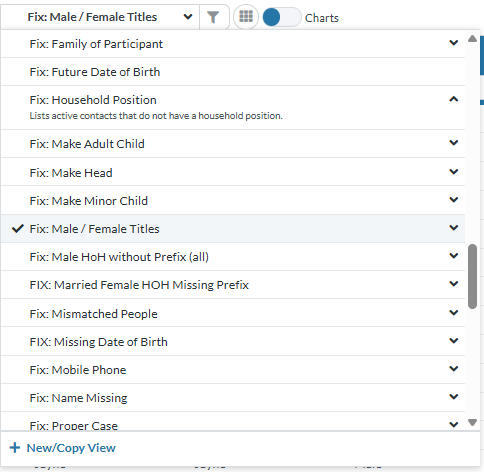 Fix: Male / Female Titles
Charts
Fix: Family of Participant
Fix: Future Date of Birth
Fix: Household Position
Lists active contacts that do not have a household position.
Fix: Make Adult Child
Fix: Make Head
Fix: Make Minor Child
Fix: Male / Female Titles
Fix: Male HoH without Prefix (all)
FIX: Married Female HOH Missing Prefix
Fix: Mismatched People
FIX: Missing Date of Birth
Fix: Mobile Phone
Fix: Name Missing
Fix: Proper Case
+ New/Copy View